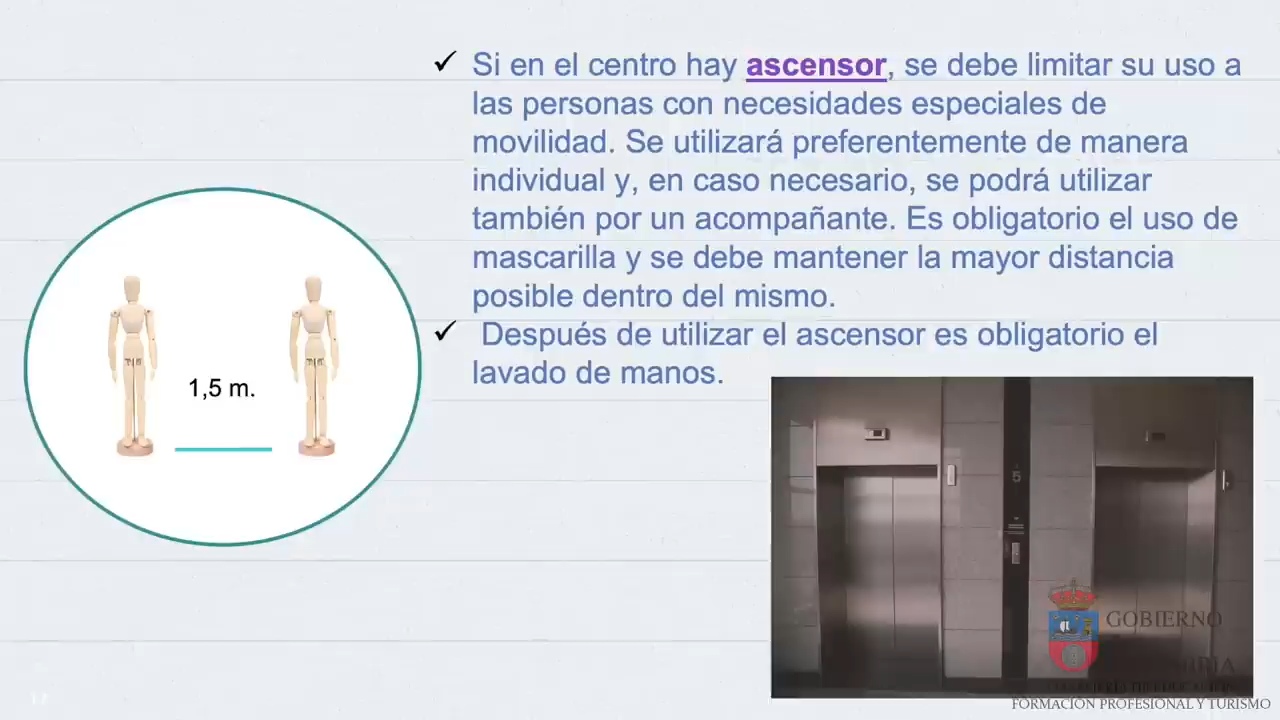 Si en el centro hay ascensor, se debe limitar su uso a
las personas con necesidades especiales de
movilidad. Se utilizará preferentemente de manera
individual y, en caso necesario, se podrá utilizar
también por un acompañante. Es obligatorio el uso de
mascarilla y se debe mantener la mayor distancia
posible dentro del mismo.
Después de utilizar el ascensor es obligatorio el
lavado de manos.
1,5 m.
5
GOBIERNO
FORMACIÓN PROFESIONAL Y TURISMO
17